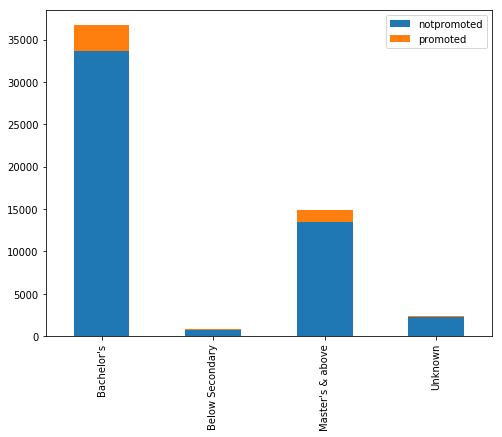 notpromoted
promoted
35000
30000
25000
20000
15000
10000
5000
0
Bachelor's
Below Secondary
Master's & above
Unknown